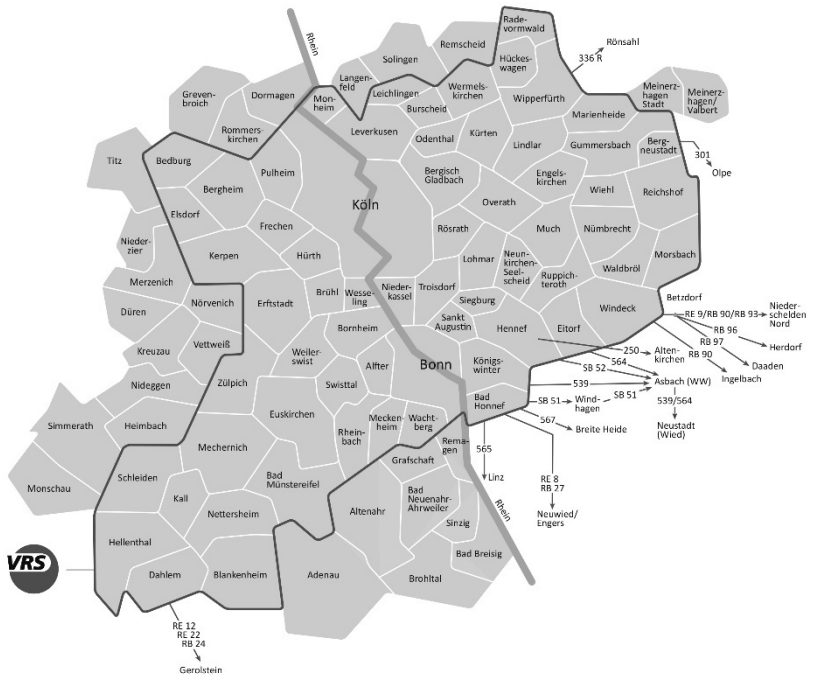 Rhein
Rade-
vormwald
Remscheid
Rönsahl
Solingen
Hückes-
wagen
336 R
Langen-
feld
Leichlingen
Wermels-
kirchen
Meinerz-
hagen
Stadt
Meinerz-
hagen/
Valbert
Greven-
broich
Dormagen
Mon-
heim
Burscheid
Wipperfürth
Marienheide
Rommers-
kirchen
Leverkusen
Odenthal
Kürten
Lindlar
Gummersbach
Berg-
neustadt
301
Olpe
Titz
Bedburg
Pulheim
Bergisch
Gladbach
Engels-
kirchen
Bergheim
Wiehl
Reichshof
Elsdorf
Köln
Overath
Frechen
Rösrath
Much
Nümbrecht
Nieder-
zier
Kerpen
Hürth
Lohmar
Neun-
kirchen-
Seel-
scheid
Waldbröl
Morsbach
Merzenich
Ruppich-
teroth
Nörvenich
Erftstadt
Brühl
Wesse-
ling
Nieder-
kassel
Troisdorf
Siegburg
Betzdorf
Düren
Windeck
RE 9/RB 90/RB 93
Nieder-
schelden
Nord
Sankt
Augustin
Hennef
Eitorf
Bornheim
RB 96
Herdorf
Vettweiß
RB 97
Daaden
Kreuzau
Weiler-
swist
RB 90
Ingelbach
Alfter
Bonn
Königs-
winter
250
Alten-
kirchen
564
Nideggen
Zülpich
Swisttal
SB 52
Asbach (WW)
539
Bad
Honnef
SB 51
Wind-
hagen
SB 51
539/564
Neustadt
(Wied)
Simmerath
Heimbach
Euskirchen
Rhein-
bach
Mecken-
heim
Wacht-
berg
567
Breite Heide
Mechernich
Rema-
gen
565
Linz
Grafschaft
Monschau
Schleiden
Bad
Münstereifel
RE 8
RB 27
Neuwied/
Engers
Kall
Bad
Neuenahr-
Ahrweiler
Rhein
Nettersheim
Altenahr
Sinzig
Hellenthal
Bad Breisig
VRS
Dahlem
Blankenheim
Adenau
Brohltal
RE 12
RE 22
RB 24
Gerolstein